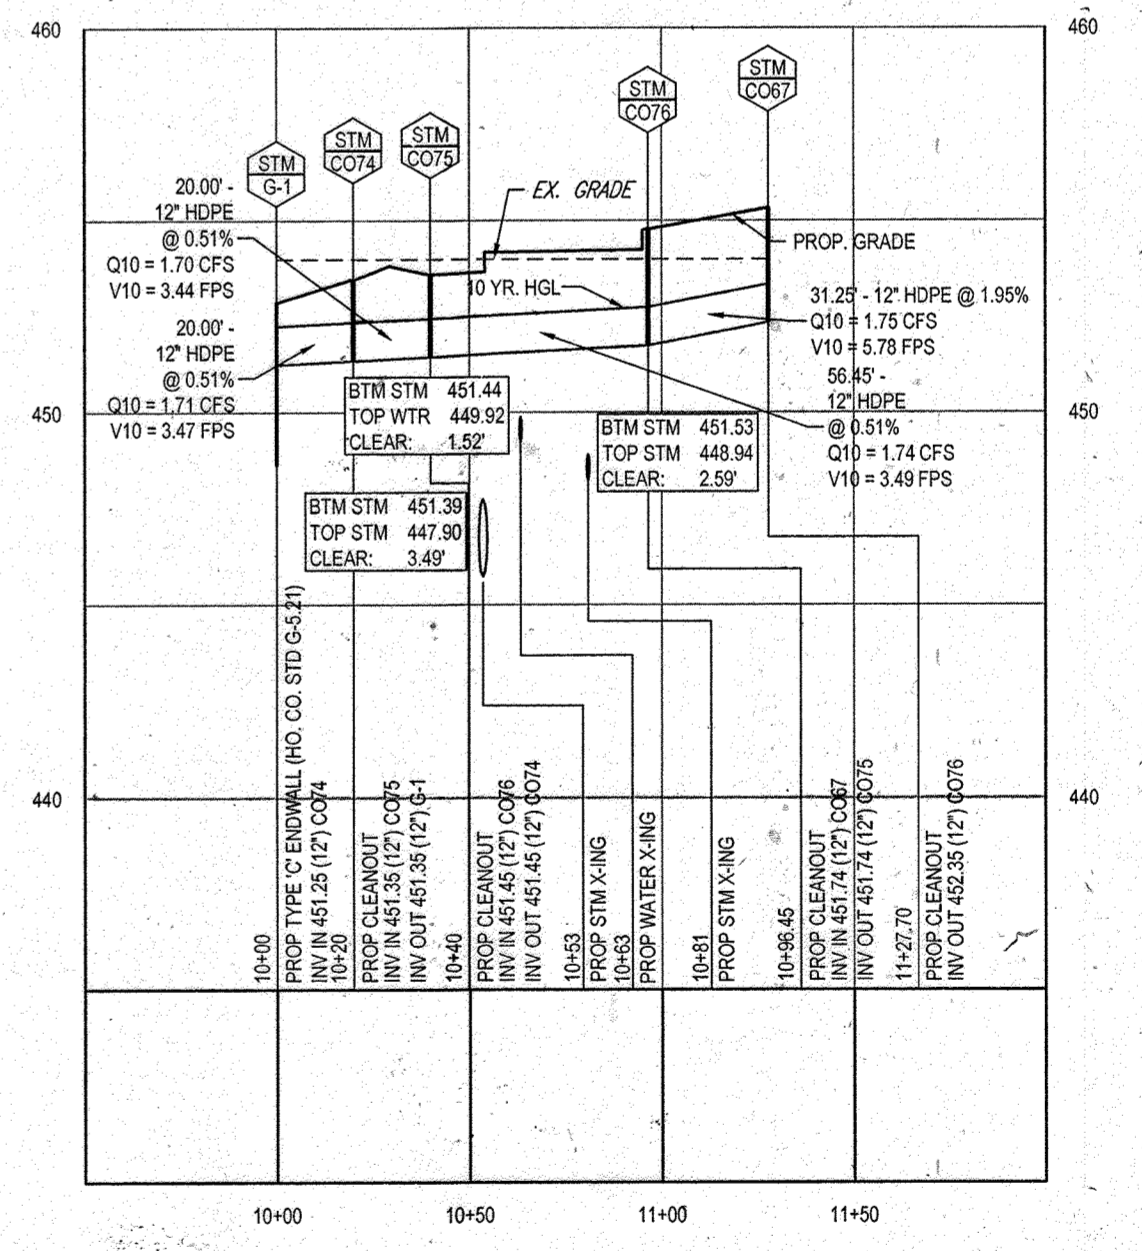 460
460
STM
CO67
STM
CO76
STM
CO74
STM
CO75
STM
G-1
20.00' -
12" HDPE
@ 0.51%
Q10 = 1.70 CFS
V10 = 3.44 FPS
EX. GRADE
PROP. GRADE
10 YR. HGL
31.25' - 12" HDPE @ 1.95%
Q10 = 1.75 CFS
V10 = 5.78 FPS
20.00' -
12" HDPE
@ 0.51%
Q10 = 1.71 CFS
V10 = 3.47 FPS
56.45' -
12" HDPE
@ 0.51%
Q10 = 1.74 CFS
V10 = 3.49 FPS
450
450
BTM STM 451.44
TOP WTR 449.92
CLEAR: 1.52'
BTM STM 451.53
TOP STM 448.94
CLEAR: 2.59'
BTM STM 451.39
TOP STM 447.90
CLEAR: 3.49'
440
440
10+00
PROP TYPE 'C' ENDWALL (HO. CO. STD G-5.21)
INV IN 451.25 (12") CO74
10+20
PROP CLEANOUT
INV IN 451.35 (12") CO75
INV OUT 451.35 (12") G-1
10+40
PROP CLEANOUT
INV IN 451.45 (12") CO76
INV OUT 451.45 (12") CO74
10+53
PROP STM X-ING
10+63
PROP WATER X-ING
10+81
PROP STM X-ING
10+96.45
PROP CLEANOUT
INV IN 451.74 (12") CO67
INV OUT 451.74 (12") CO75
11+27.70
PROP CLEANOUT
INV OUT 452.35 (12") CO76
10+00
10+50
11+00
11+50